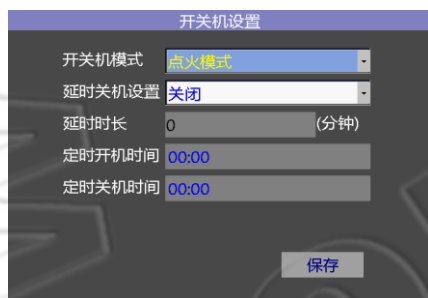 开关机设置
开关机模式 点火模式
延时关机设置 关闭
延时时长 0 (分钟)
定时开机时间 00:00
定时关机时间 00:00
保存